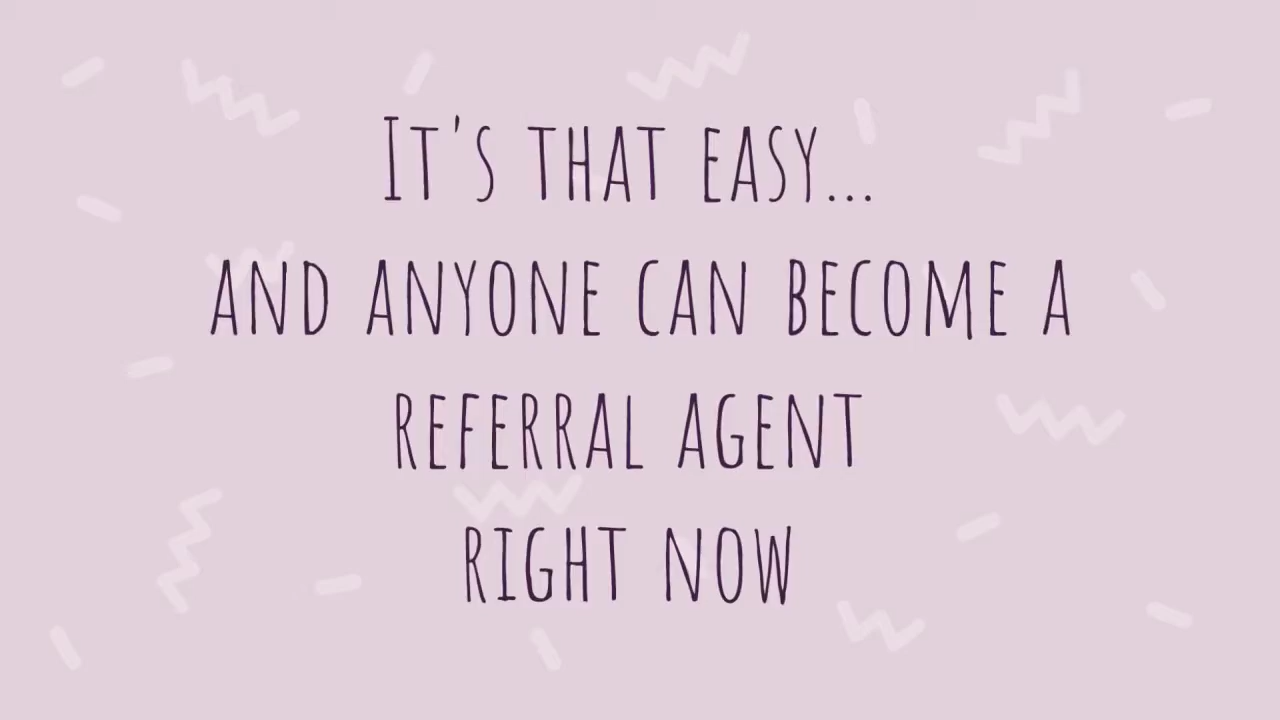 It's that easy...
and anyone can become a
referral agent
right now